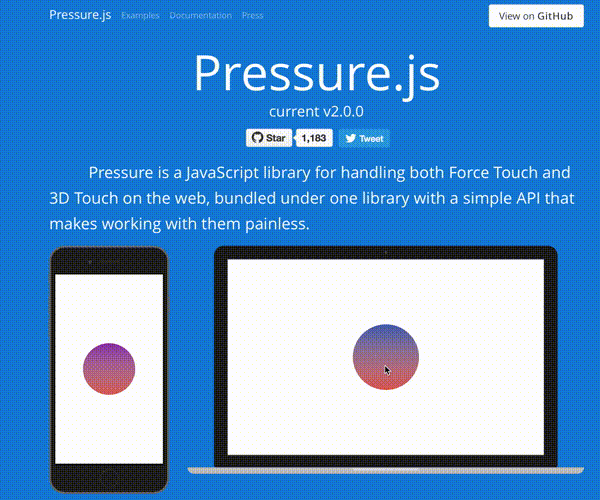 Pressure.js Examples Documentation Press View on GitHub
Pressure.js
current v2.0.0
Star 1,183 Tweet
Pressure is a JavaScript library for handling both Force Touch and
3D Touch on the web, bundled under one library with a simple API that
makes working with them painless.